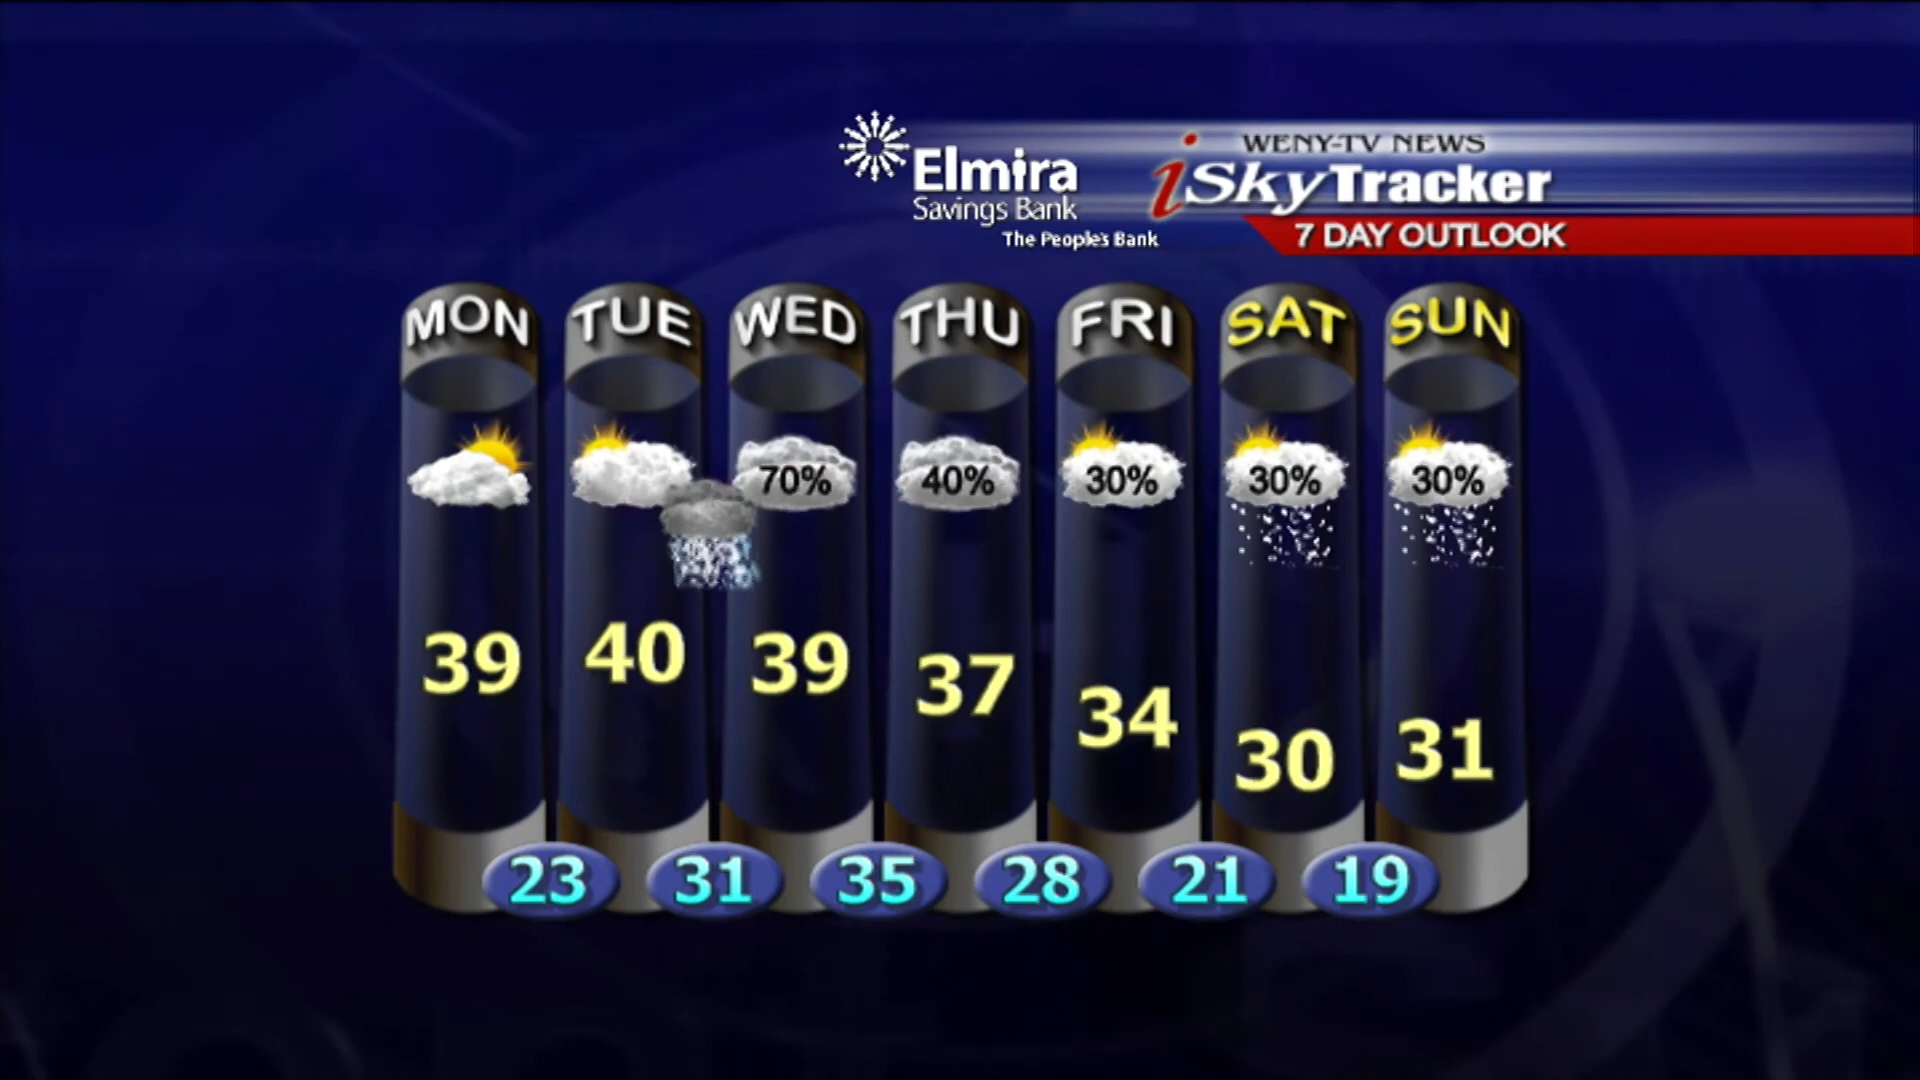 WENY-TV NEWS
Elmira
iSkyTracker
Savings Bank
The People's Bank
7 DAY OUTLOOK
MON TUE WED THU FRI SAT SUN
70% 40% 30% 30% 30%
39 40 39 37 34 30 31
23 31 35 28 21 19